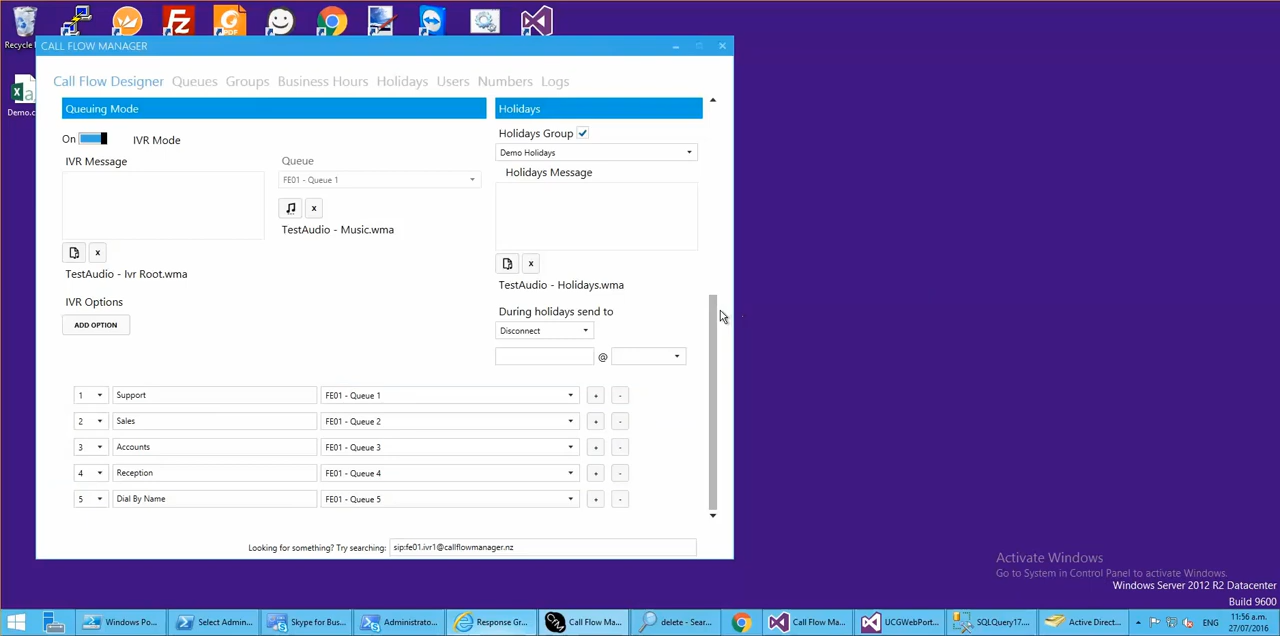 Recycle
Demo.c
CALL FLOW MANAGER
Call Flow Designer Queues Groups Business Hours Holidays Users Numbers Logs
Queuing Mode
On IVR Mode
IVR Message
Queue
FE01 - Queue 1
x
TestAudio - Music.wma
x
TestAudio - Ivr Root.wma
IVR Options
ADD OPTION
Holidays
Holidays Group
Demo Holidays
Holidays Message
x
TestAudio - Holidays.wma
During holidays send to
Disconnect
@
1 Support FE01 - Queue 1 + -
2 Sales FE01 - Queue 2 + -
3 Accounts FE01 - Queue 3 + -
4 Reception FE01 - Queue 4 + -
5 Dial By Name FE01 - Queue 5 + -
Looking for something? Try searching: sip:fe01.ivr1@callflowmanager.nz
Activate Windows
Go to System in Control Panel to activate Windows.
Windows Server 2012 R2 Datacenter
Build 9600
Windows Po... Select Admin... Skype for Bus... Administrato... Response Gr... Call Flow Ma... delete - Sear... Call Flow Ma... UCGWebPort... SQLQuery17.... Active Direct... ENG 11:56 a.m.
27/07/2016